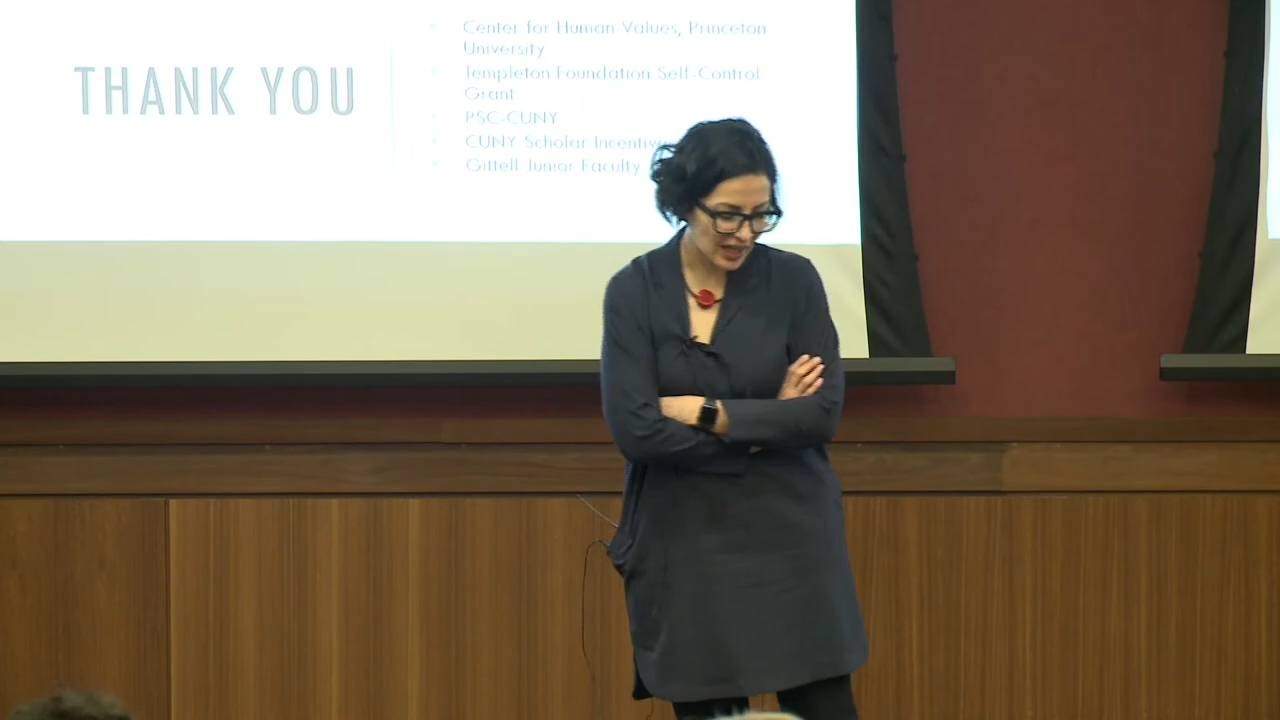 THANK YOU
Center for Human Values, Princeton
University
Templeton Foundation Self-Control
Grant
PSC-CUNY
CUNY Scholar Incentive
Gittell Junior Faculty